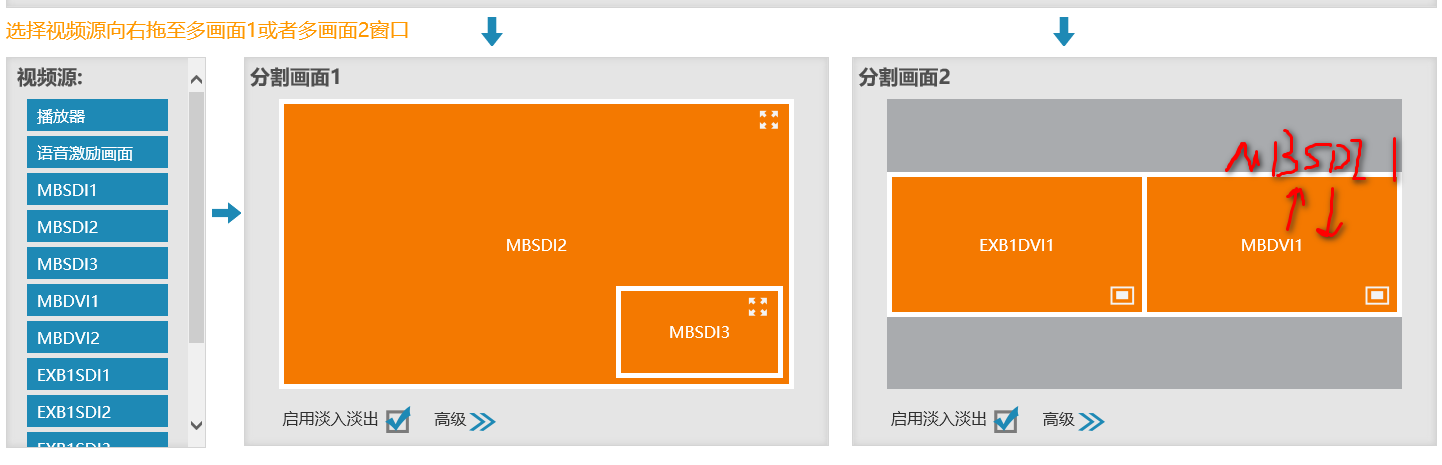 选择视频源向右拖至多画面1或者多画面2窗口
视频源:
播放器
语音激励画面
MBSDI1
MBSDI2
MBSDI3
MBDVI1
MBDVI2
EXB1SDI1
EXB1SDI2
EXB1SDI3
分割画面1
MBSDI2
MBSDI3
启用淡入淡出
高级
分割画面2
MBSDI1
EXB1DVI1
MBDVI1
启用淡入淡出
高级